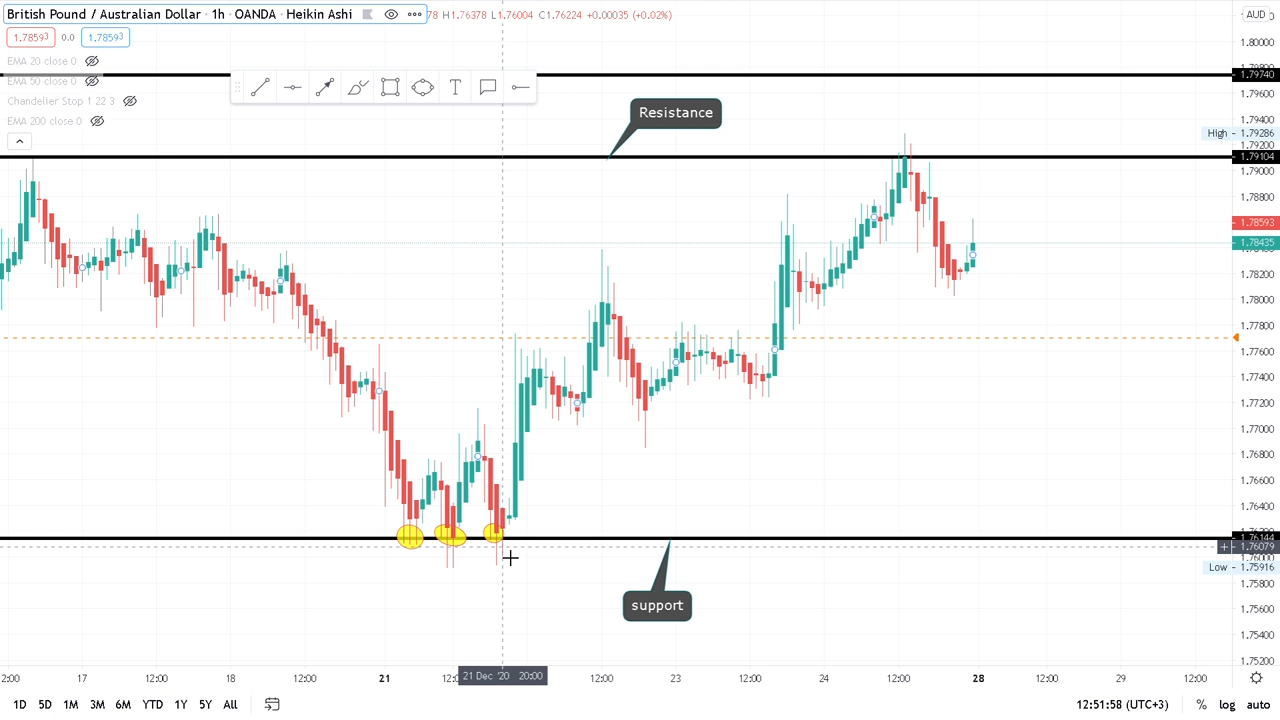 British Pound / Australian Dollar · 1h · OANDA · Heikin Ashi 78 H1.76378 L1.76004 C1.76224 +0.00035 (+0.02%)
1.78593 0.0 1.78593
EMA 20 close 0
EMA 50 close 0
Chandelier Stop 1 22 3
EMA 200 close 0
T
Resistance
support
AUD
1.80000
1.79740
1.79600
1.79400
High - 1.79286
1.79200
1.79104
1.79000
1.78800
1.78600
1.78593
1.78435
1.78200
1.78000
1.77800
1.77600
1.77400
1.77200
1.77000
1.76800
1.76600
1.76400
1.76144
+ 1.76079
Low - 1.75916
1.75800
1.75600
1.75400
1.75200
2:00 17 12:00 18 12:00 21 12:0 21 Dec '20 20:00 12:00 23 12:00 24 12:00 28 12:00 29 12:00
1D 5D 1M 3M 6M YTD 1Y 5Y All 12:51:58 (UTC+3) % log auto